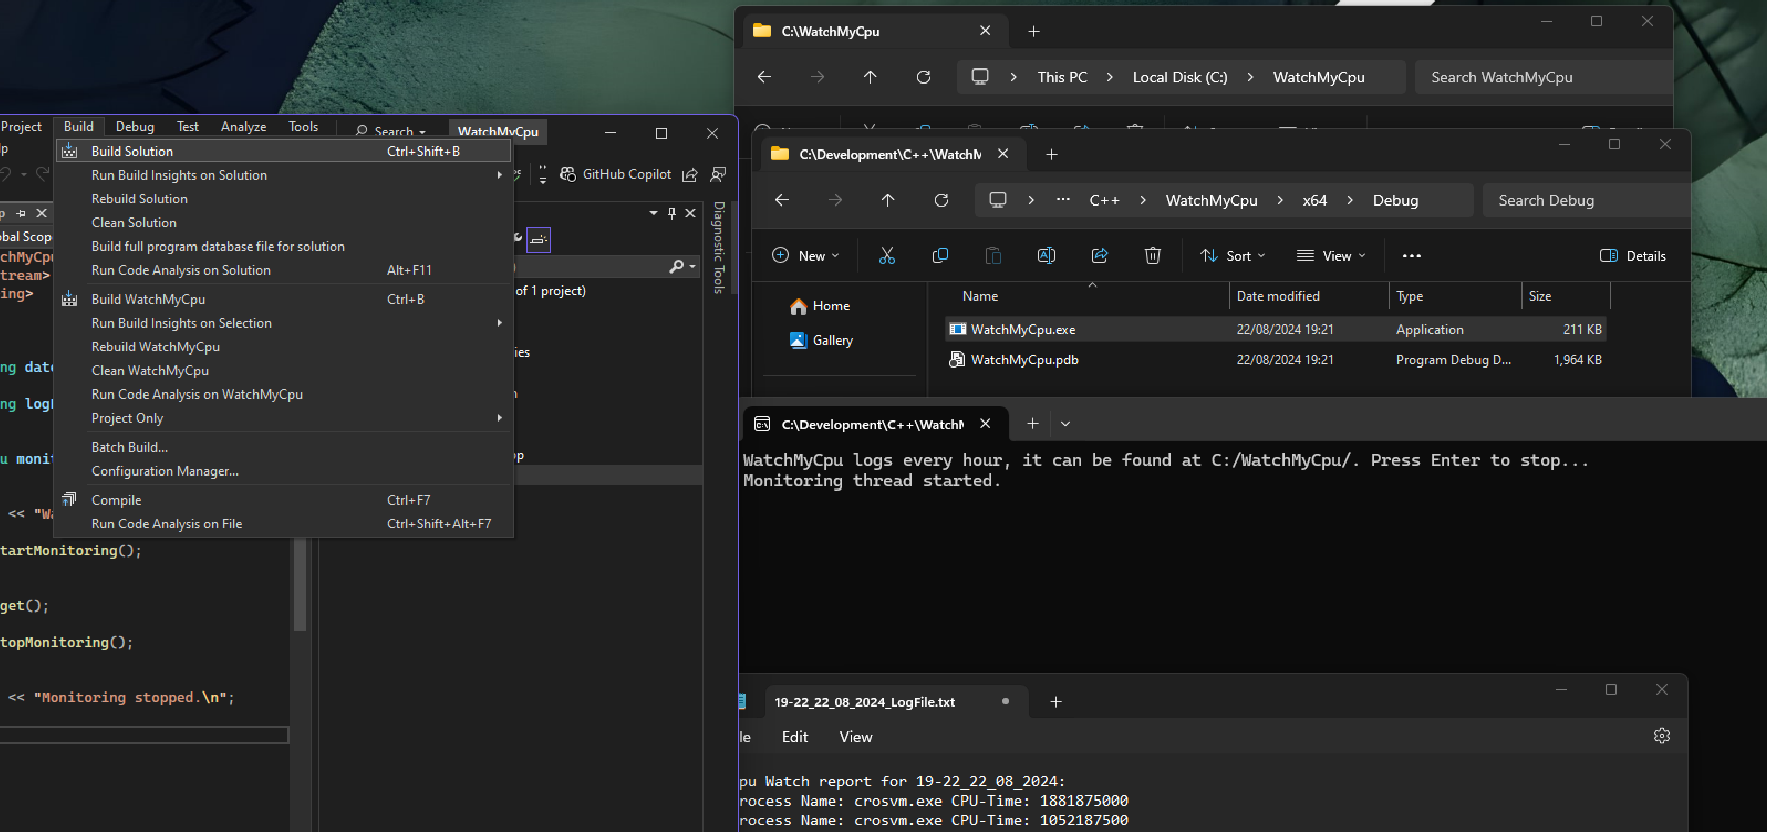 Project Build Debug Test Analyze Tools Search WatchMyCpu
lp
Build Solution Ctrl+Shift+B
Run Build Insights on Solution
Rebuild Solution
Clean Solution
Build full program database file for solution
Run Code Analysis on Solution Alt+F11
Build WatchMyCpu Ctrl+B
Run Build Insights on Selection
Rebuild WatchMyCpu
Clean WatchMyCpu
Run Code Analysis on WatchMyCpu
Project Only
Batch Build...
Configuration Manager...
Compile Ctrl+F7
Run Code Analysis on File Ctrl+Shift+Alt+F7
GitHub Copilot
Diagnostic Tools
of 1 project)
ies
obal Scop
chMyCpu
tream>
ing>
ng dat
ng log
u moni
<< "Wa
tartMonitoring();
get();
topMonitoring();
<< "Monitoring stopped.\n";
C:\WatchMyCpu
This PC > Local Disk (C:) > WatchMyCpu
Search WatchMyCpu
C:\Development\C++\WatchM
... C++ > WatchMyCpu > x64 > Debug
Search Debug
New Sort View ... Details
Home
Gallery
Name Date modified Type Size
WatchMyCpu.exe 22/08/2024 19:21 Application 211 KB
WatchMyCpu.pdb 22/08/2024 19:21 Program Debug D... 1,964 KB
C:\Development\C++\WatchM
WatchMyCpu logs every hour, it can be found at C:/WatchMyCpu/. Press Enter to stop...
Monitoring thread started.
19-22_22_08_2024_LogFile.txt
le Edit View
pu Watch report for 19-22_22_08_2024:
rocess Name: crosvm.exe CPU-Time: 1881875000
rocess Name: crosvm.exe CPU-Time: 1052187500